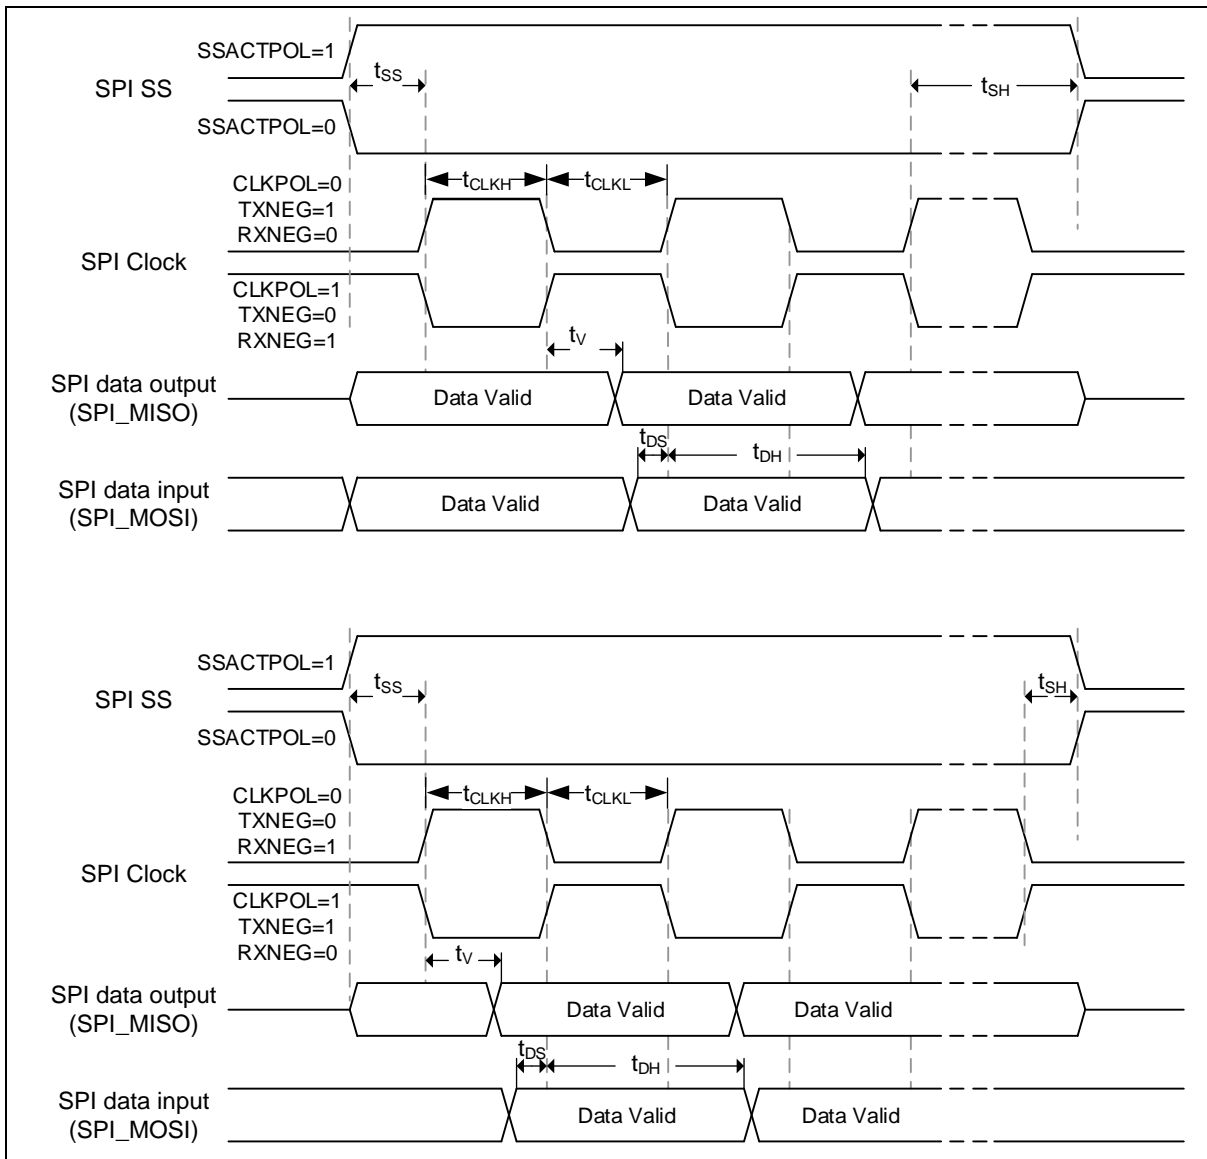 SSACTPOL=1
SPI SS
tSS
tSH
SSACTPOL=0
CLKPOL=0
TXNEG=1
RXNEG=0
tCLKH
tCLKL
SPI Clock
CLKPOL=1
TXNEG=0
RXNEG=1
tV
SPI data output
(SPI_MISO)
Data Valid
Data Valid
tDS
tDH
SPI data input
(SPI_MOSI)
Data Valid
Data Valid
SSACTPOL=1
SPI SS
tSS
tSH
SSACTPOL=0
CLKPOL=0
TXNEG=0
RXNEG=1
tCLKH
tCLKL
SPI Clock
CLKPOL=1
TXNEG=1
RXNEG=0
tV
SPI data output
(SPI_MISO)
Data Valid
Data Valid
tDS
tDH
SPI data input
(SPI_MOSI)
Data Valid
Data Valid